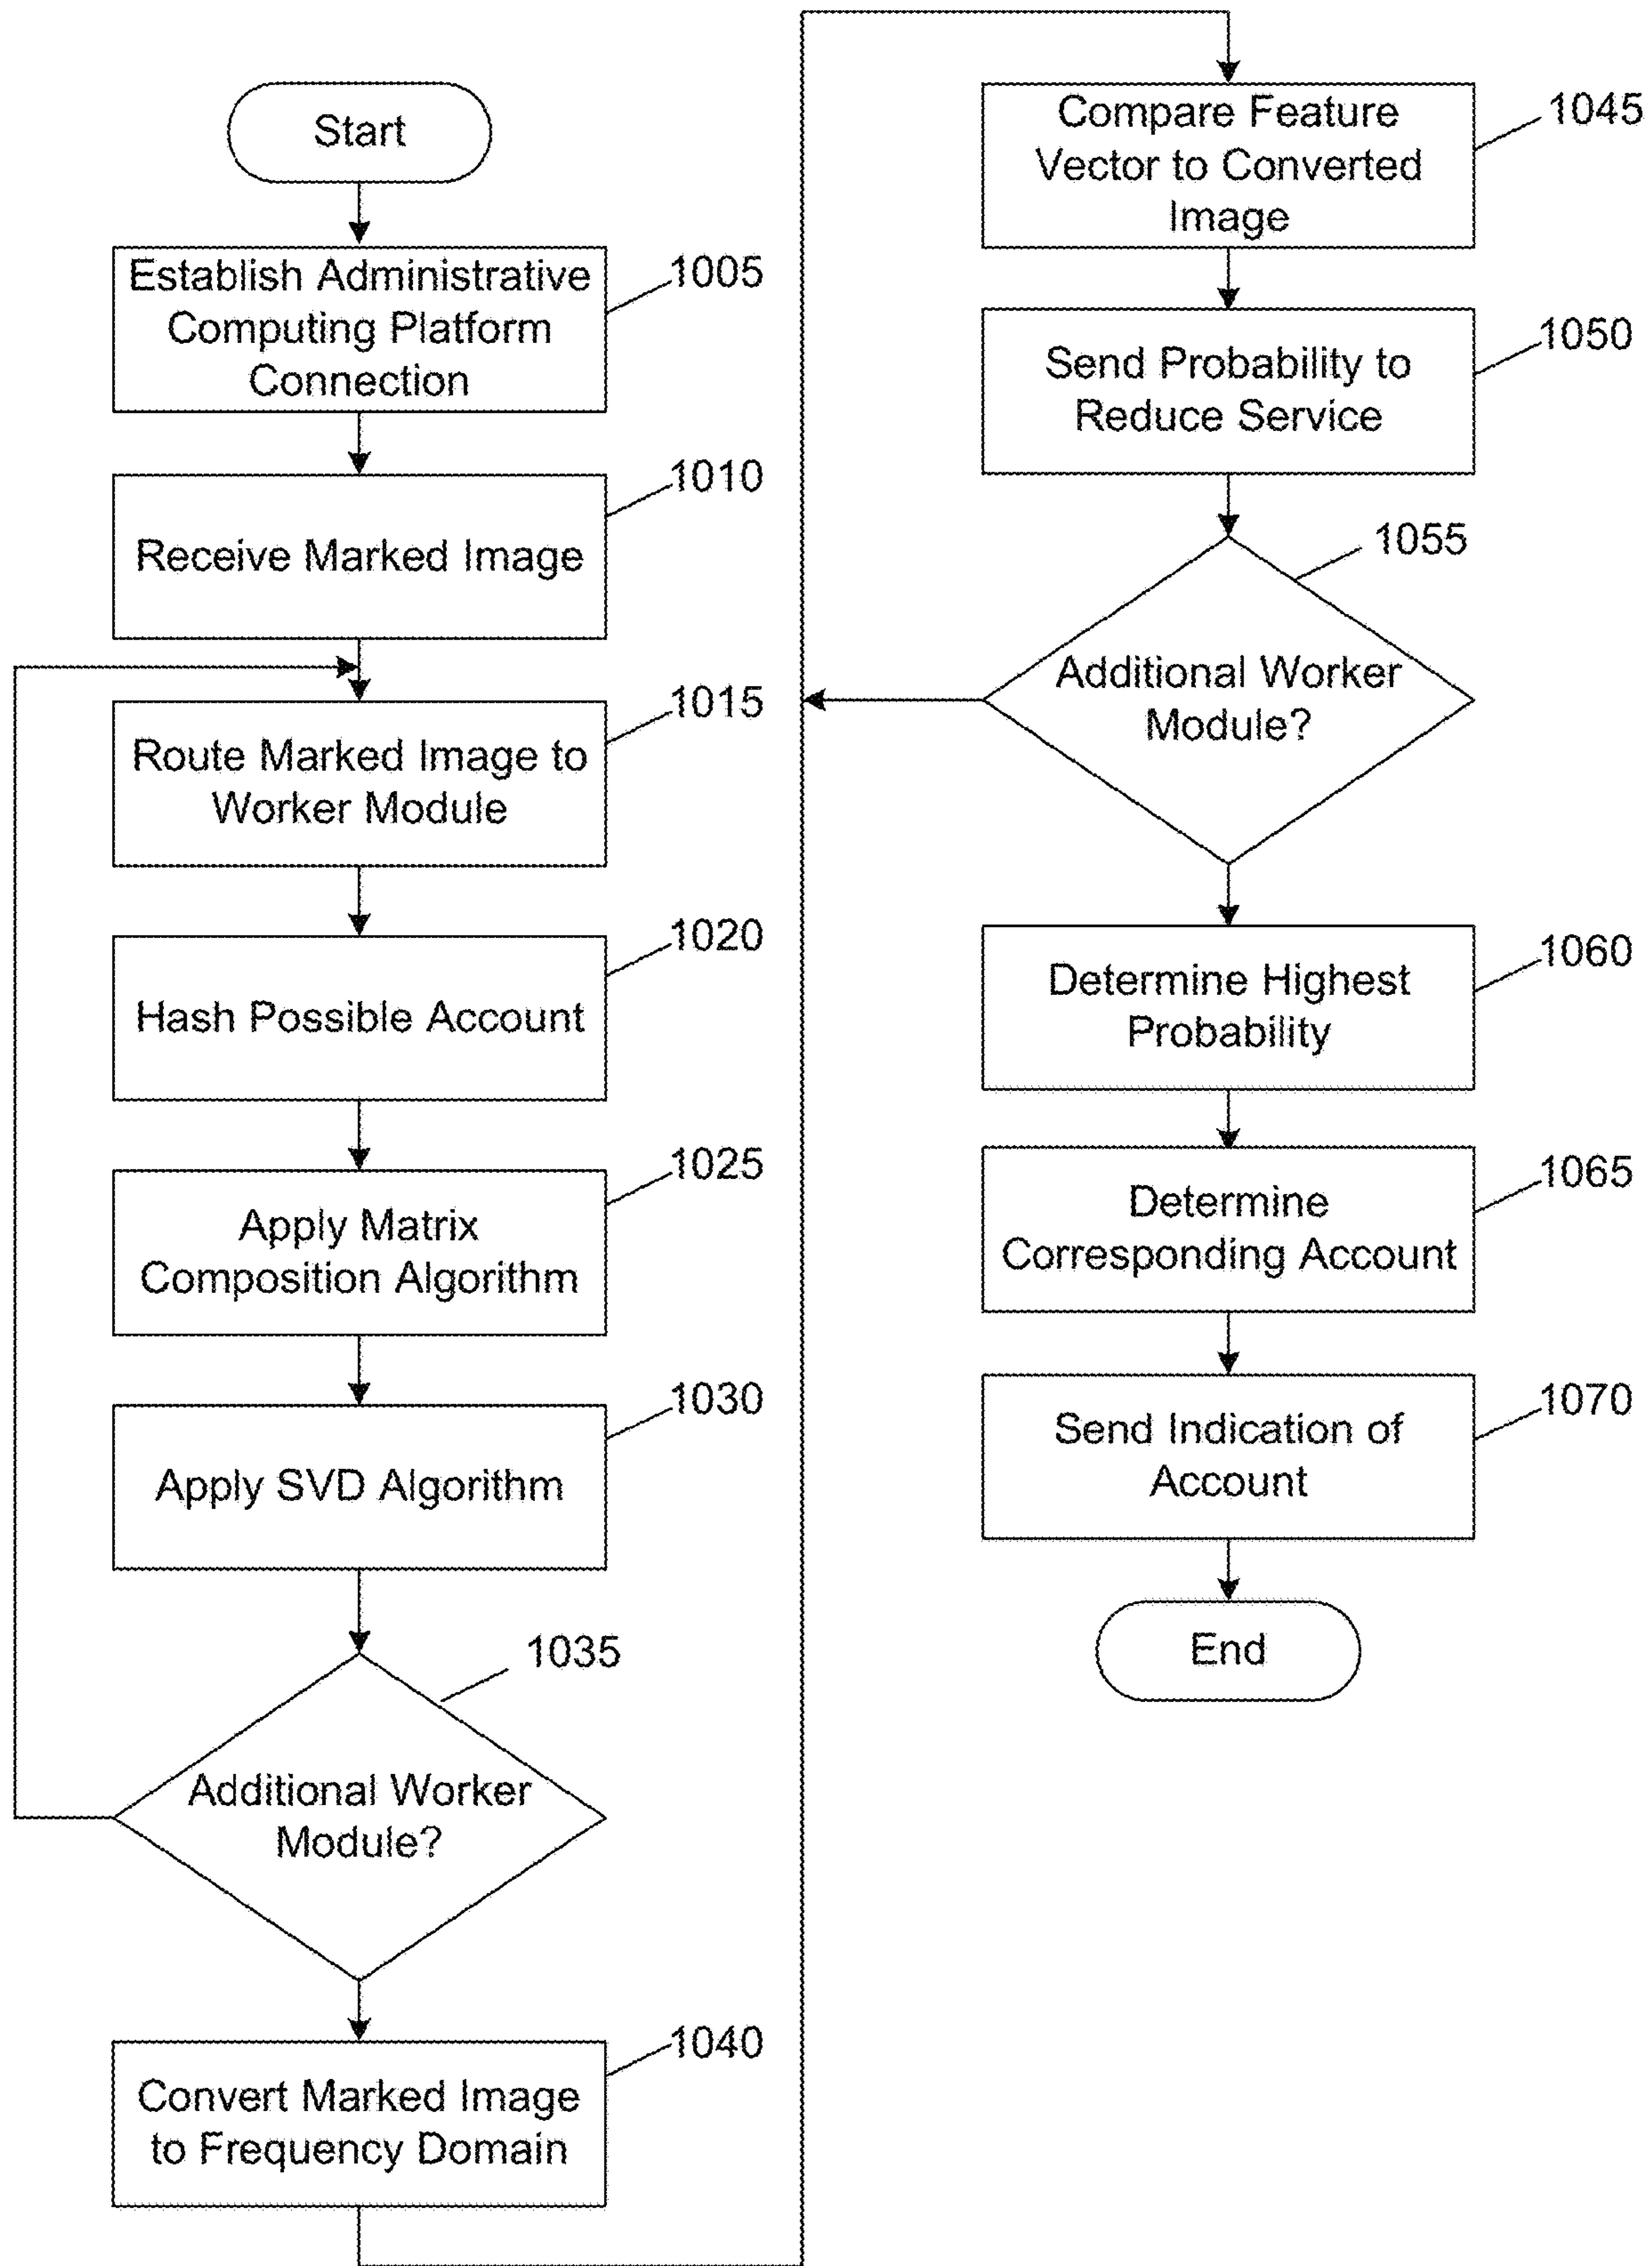 Start
Establish Administrative
Computing Platform
Connection
1005
Receive Marked Image
1010
Route Marked Image to
Worker Module
1015
Hash Possible Account
1020
Apply Matrix
Composition Algorithm
1025
Apply SVD Algorithm
1030
Additional Worker
Module?
1035
Convert Marked Image
to Frequency Domain
1040
Compare Feature
Vector to Converted
Image
1045
Send Probability to
Reduce Service
1050
Additional Worker
Module?
1055
Determine Highest
Probability
1060
Determine
Corresponding Account
1065
Send Indication of
Account
1070
End